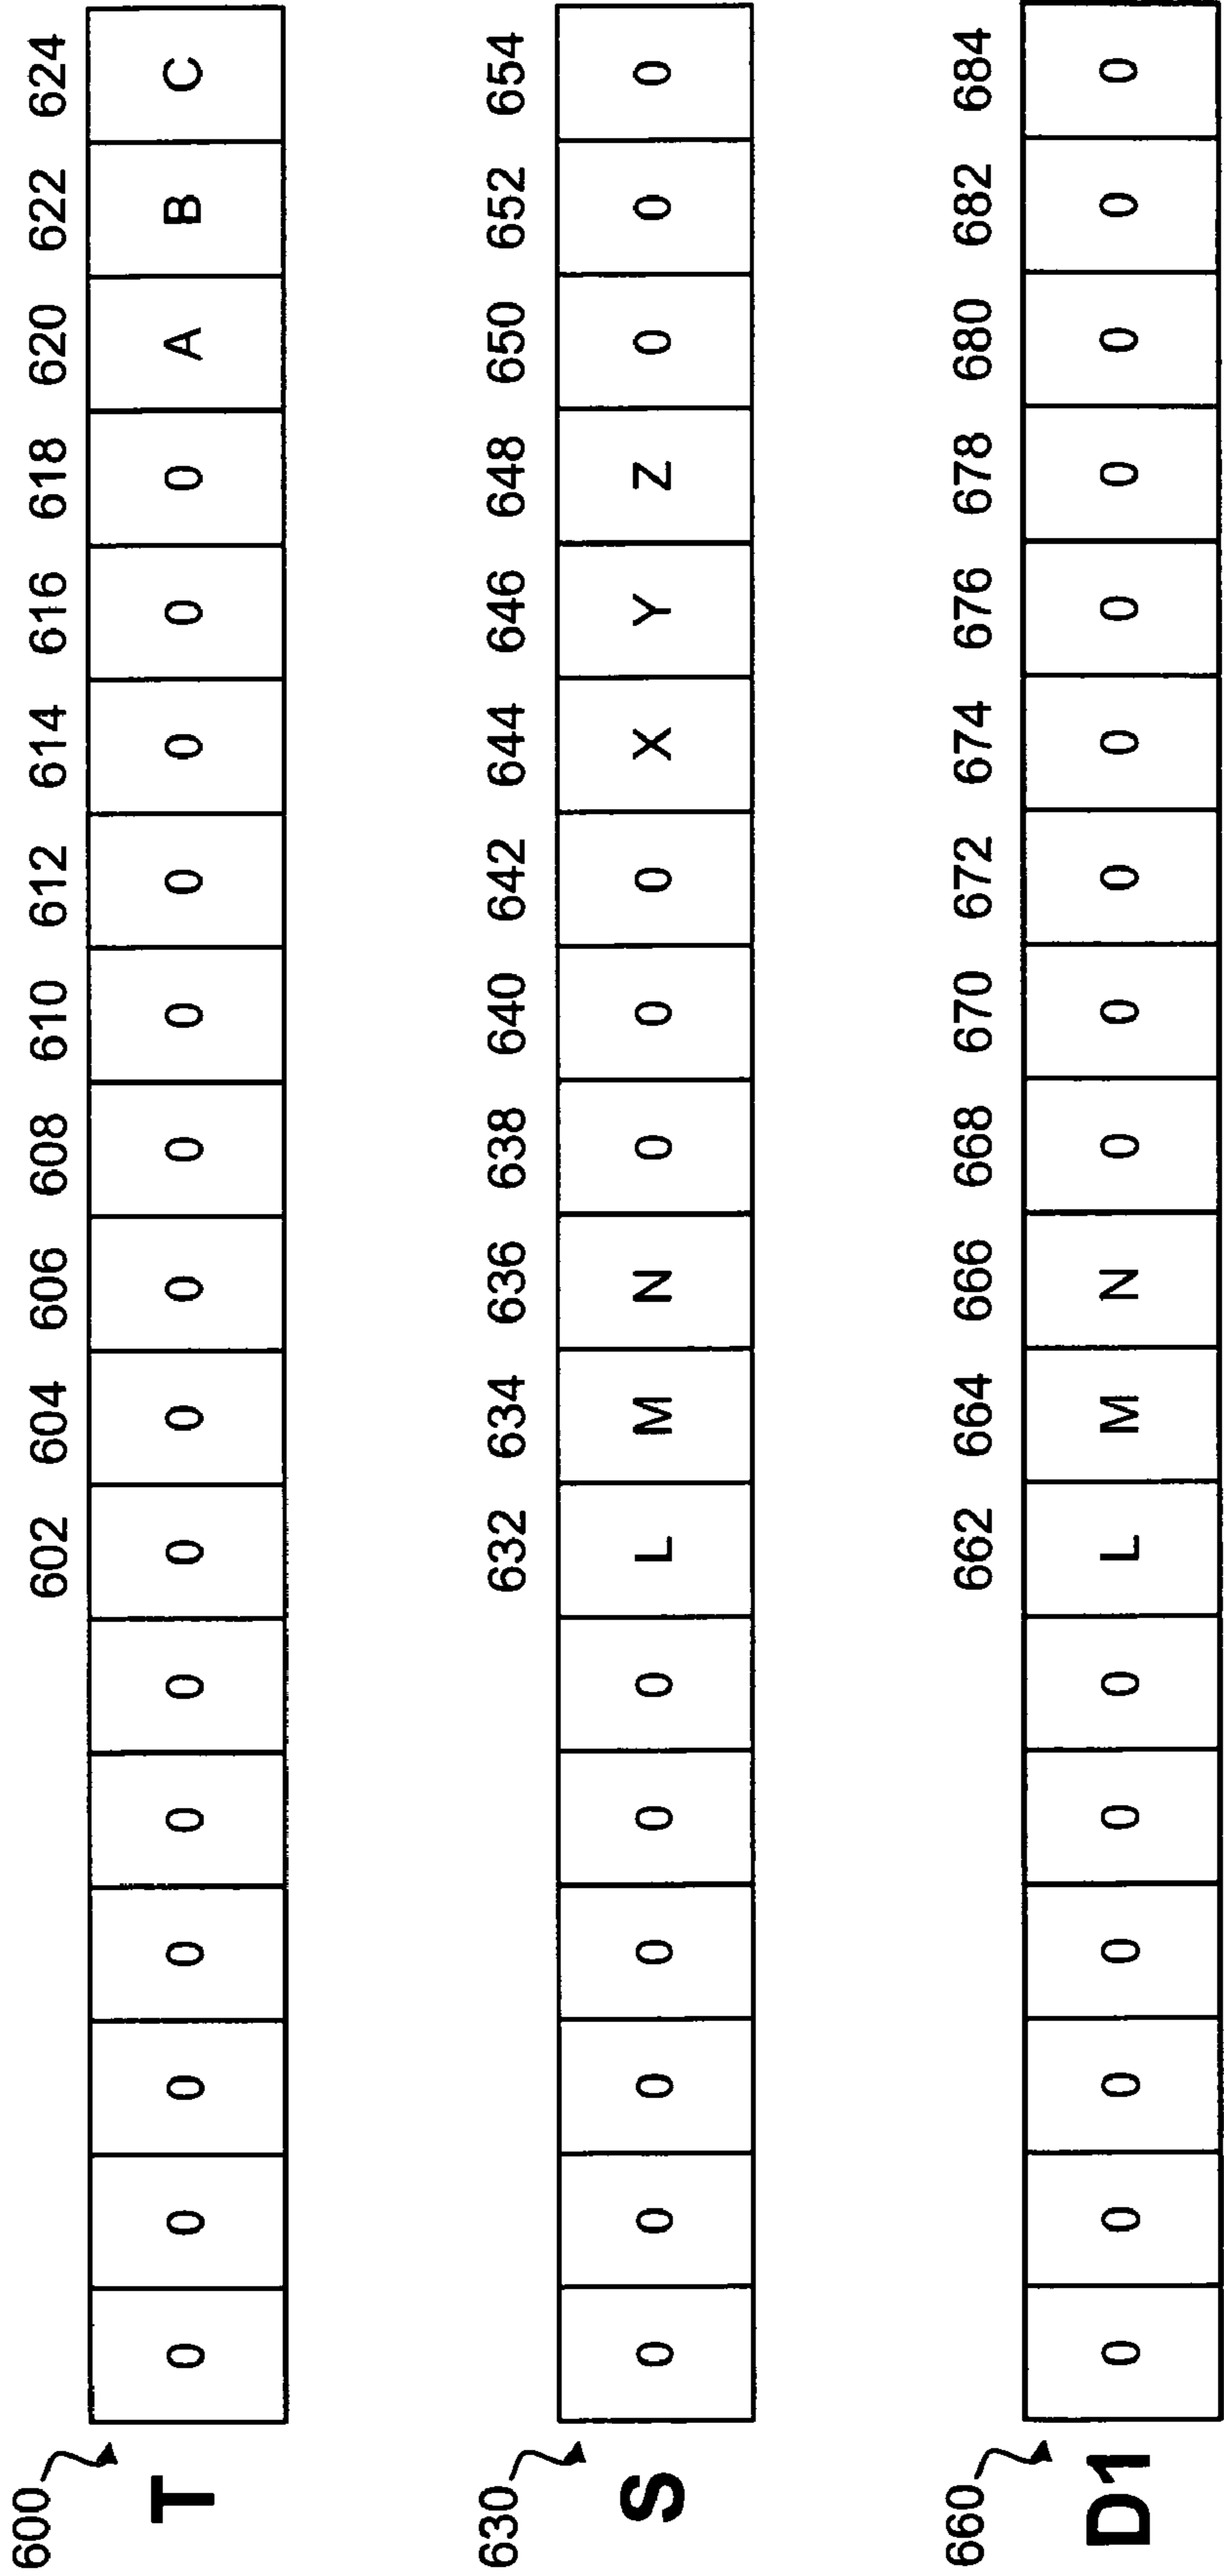 600 602 604 606 608 610 612 614 616 618 620 622 624
T 0 0 0 0 0 0 0 0 0 0 0 0 0 0 0 A B C
630 632 634 636 638 640 642 644 646 648 650 652 654
S 0 0 0 0 0 0 L M N 0 0 0 X Y Z 0 0 0
660 662 664 666 668 670 672 674 676 678 680 682 684
D1 0 0 0 0 0 0 L M N 0 0 0 0 0 0 0 0 0